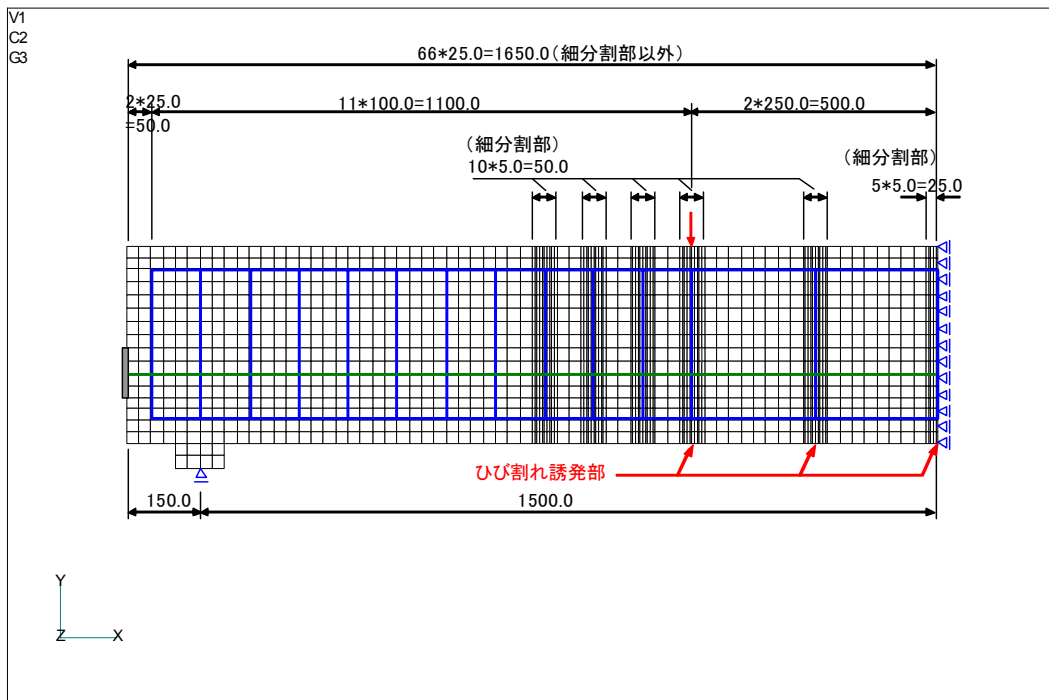 V1
C2
G3
66*25.0=1650.0(細分割部以外)
2*25.0
=50.0
11*100.0=1100.0
2*250.0=500.0
(細分割部)
10*5.0=50.0
(細分割部)
5*5.0=25.0
ひび割れ誘発部
150.0
1500.0
Y
Z
X